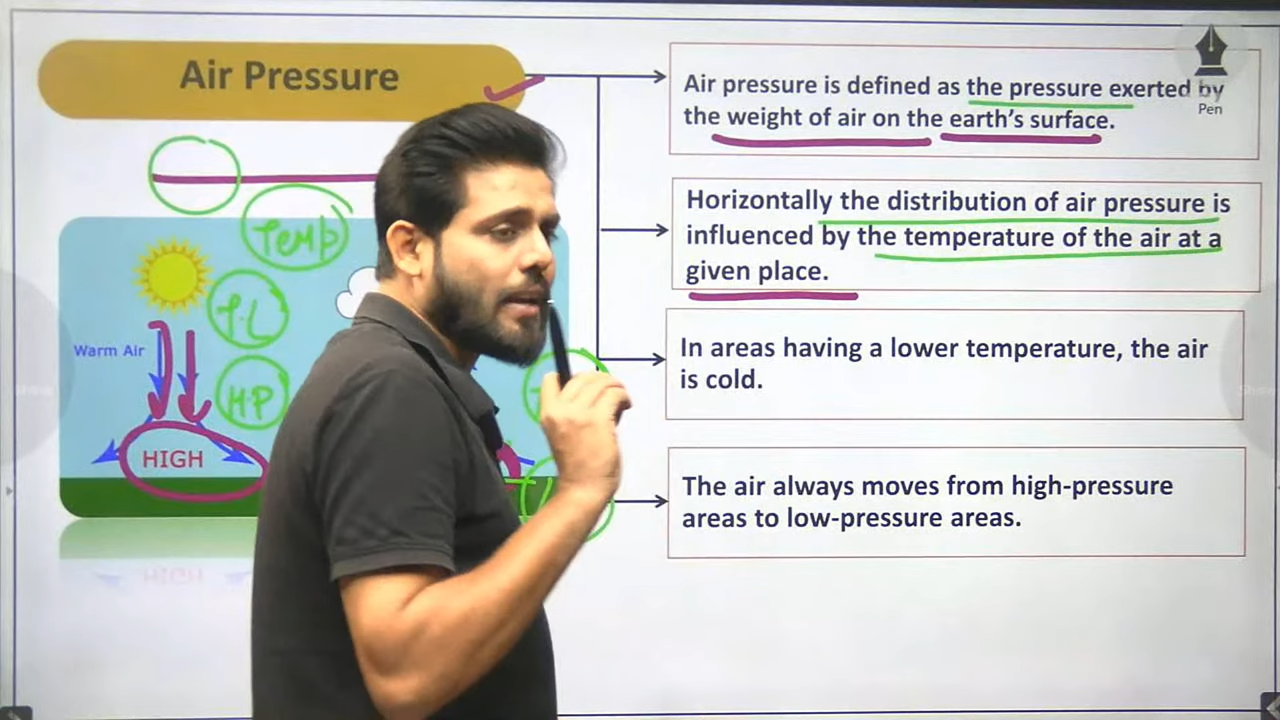 Air Pressure
Air pressure is defined as the pressure exerted by
the weight of air on the earth's surface.
Pen
Horizontally the distribution of air pressure is
influenced by the temperature of the air at a
given place.
Temp
T.L
Warm Air
H.P
HIGH
In areas having a lower temperature, the air
is cold.
The air always moves from high-pressure
areas to low-pressure areas.
HIGH